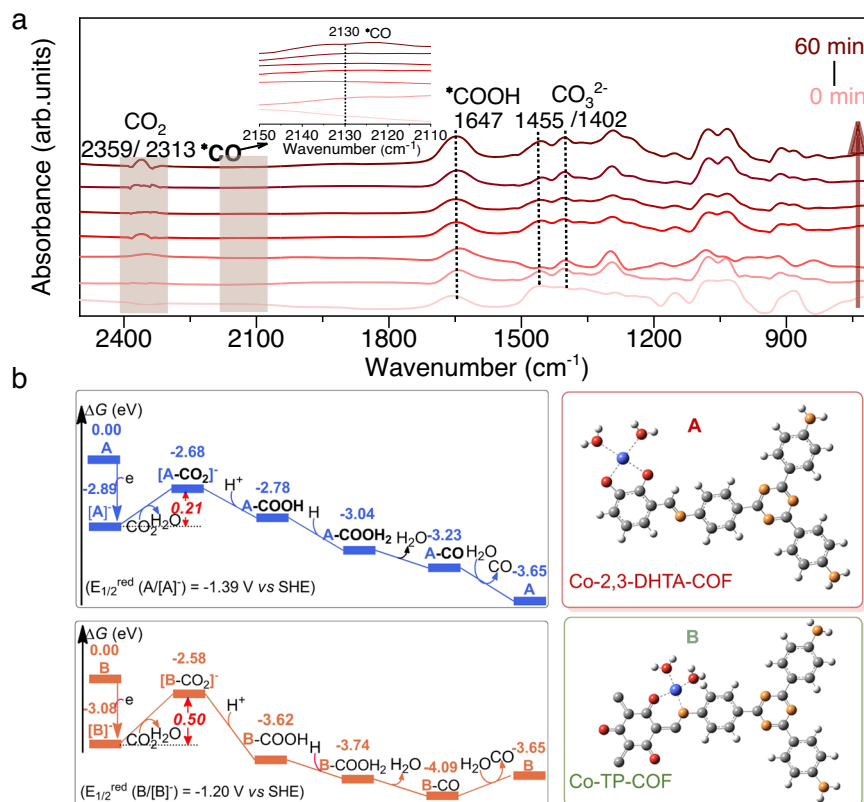 a
Absorbance (arb.units)
2130 *CO
2150 2140 2130 2120 2110
Wavenumber (cm-1)
CO2
2359/ 2313
*CO
*COOH
1647
CO3 2-
1455 /1402
60 min
0 min
2400 2100 1800 1500 1200 900
Wavenumber (cm-1)
b
ΔG (eV)
0.00
A
e
-2.89
[A]-
CO2
H2O
-2.68
[A-CO2]-
0.21
H+
-2.78
A-COOH
H
-3.04
A-COOH2
H2O
-3.23
A-CO
H2O
CO
-3.65
A
(E1/2red (A/[A]-) = -1.39 V vs SHE)
A
Co-2,3-DHTA-COF
ΔG (eV)
0.00
B
e
-3.08
[B]-
CO2
H2O
-2.58
[B-CO2]-
0.50
H+
-3.62
B-COOH
H
-3.74
B-COOH2
H2O
-4.09
B-CO
H2O
CO
-3.65
B
(E1/2red (B/[B]-) = -1.20 V vs SHE)
B
Co-TP-COF